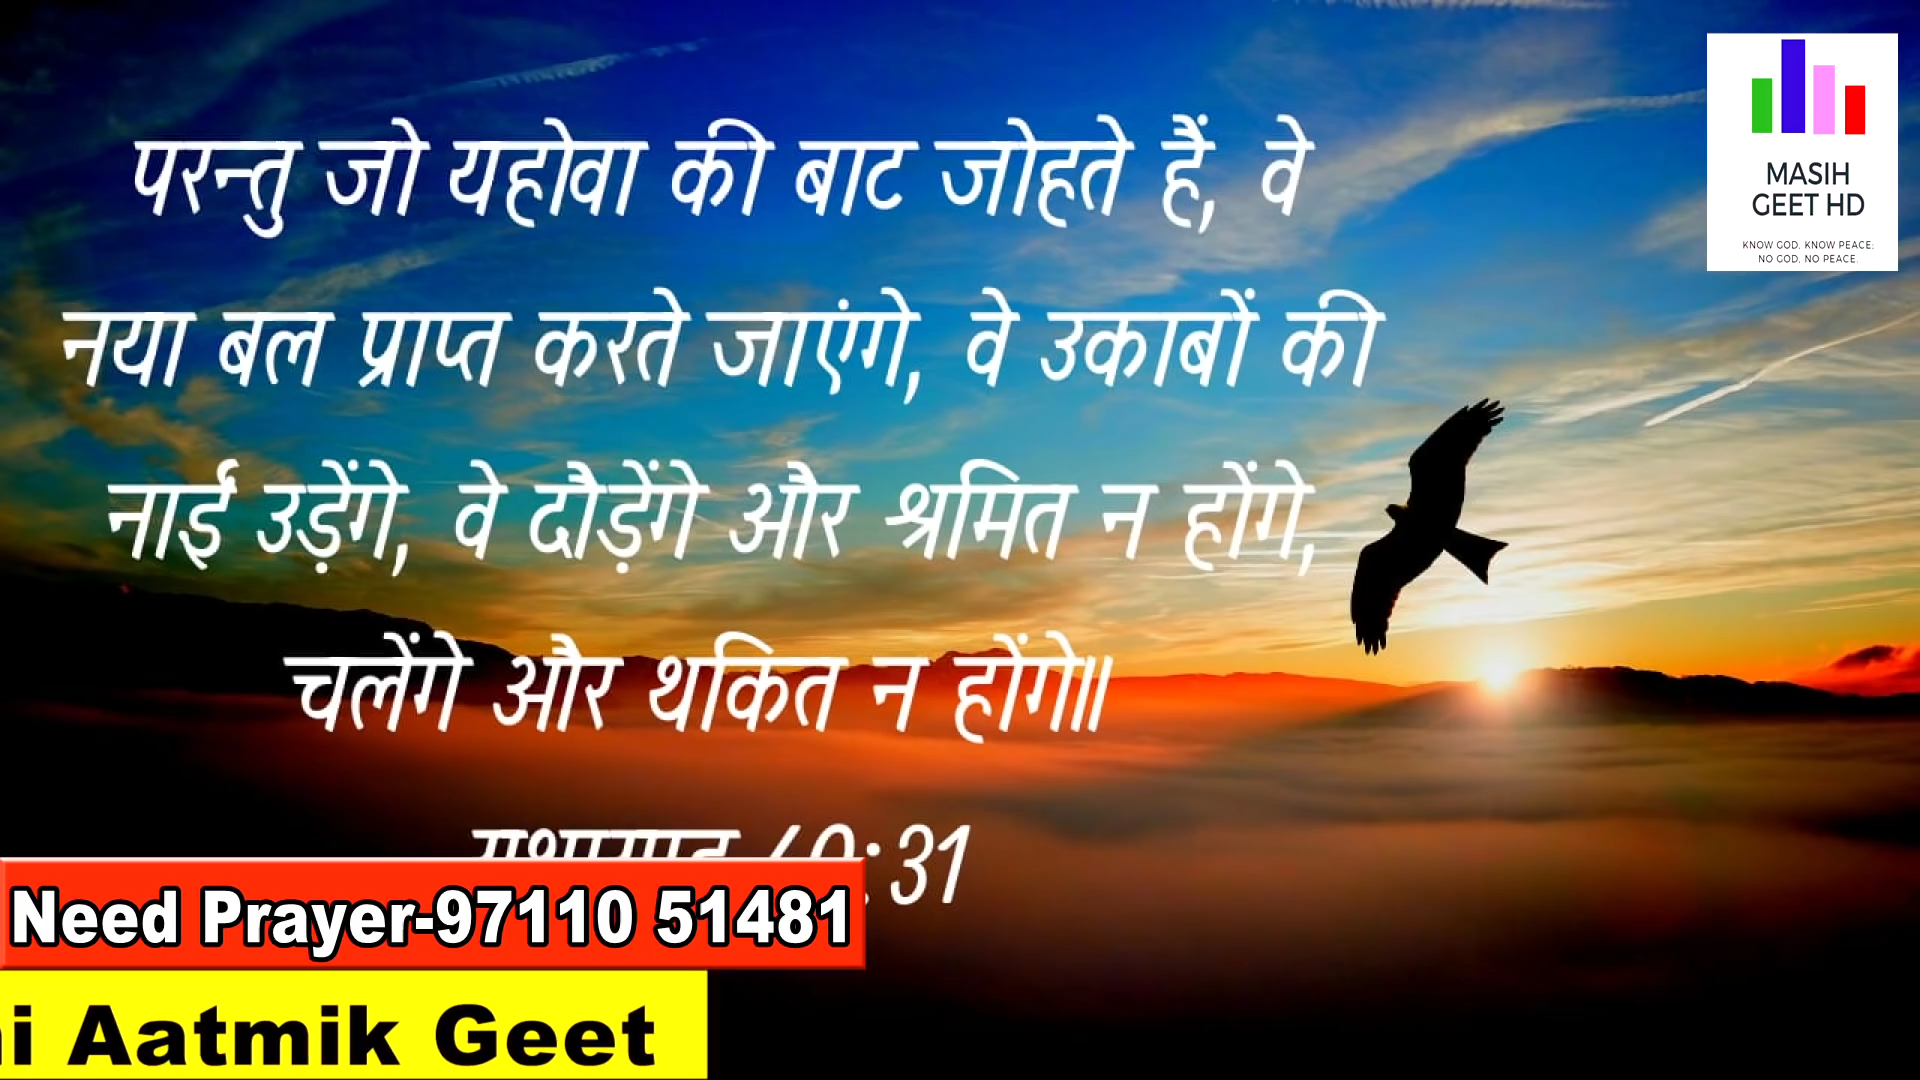 परन्तु जो यहोवा की बाट जोहते हैं, वे
नया बल प्राप्त करते जाएंगे, वे उकाबों की
नाईं उड़ेंगे, वे दौड़ेंगे और श्रमित न होंगे,
चलेंगे और थकित न होंगे॥
:31
MASIH
GEET HD
KNOW GOD, KNOW PEACE;
NO GOD, NO PEACE.
Need Prayer-97110 51481
Aatmik Geet